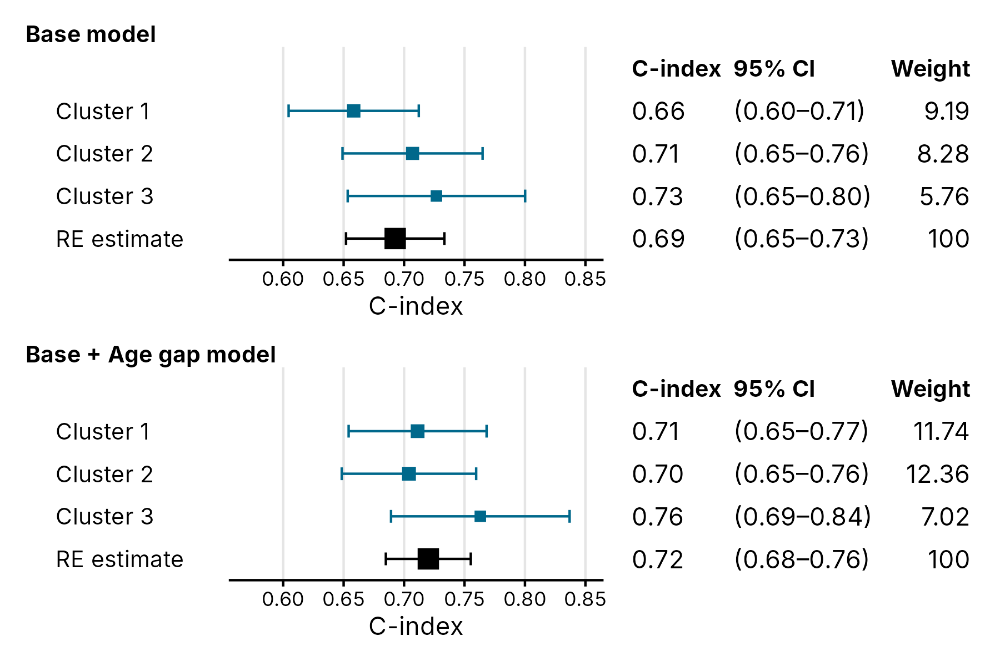 Base model
C-index 95% CI Weight
Cluster 1 0.66 (0.60–0.71) 9.19
Cluster 2 0.71 (0.65–0.76) 8.28
Cluster 3 0.73 (0.65–0.80) 5.76
RE estimate 0.69 (0.65–0.73) 100
0.60 0.65 0.70 0.75 0.80 0.85
C-index
Base + Age gap model
C-index 95% CI Weight
Cluster 1 0.71 (0.65–0.77) 11.74
Cluster 2 0.70 (0.65–0.76) 12.36
Cluster 3 0.76 (0.69–0.84) 7.02
RE estimate 0.72 (0.68–0.76) 100
0.60 0.65 0.70 0.75 0.80 0.85
C-index